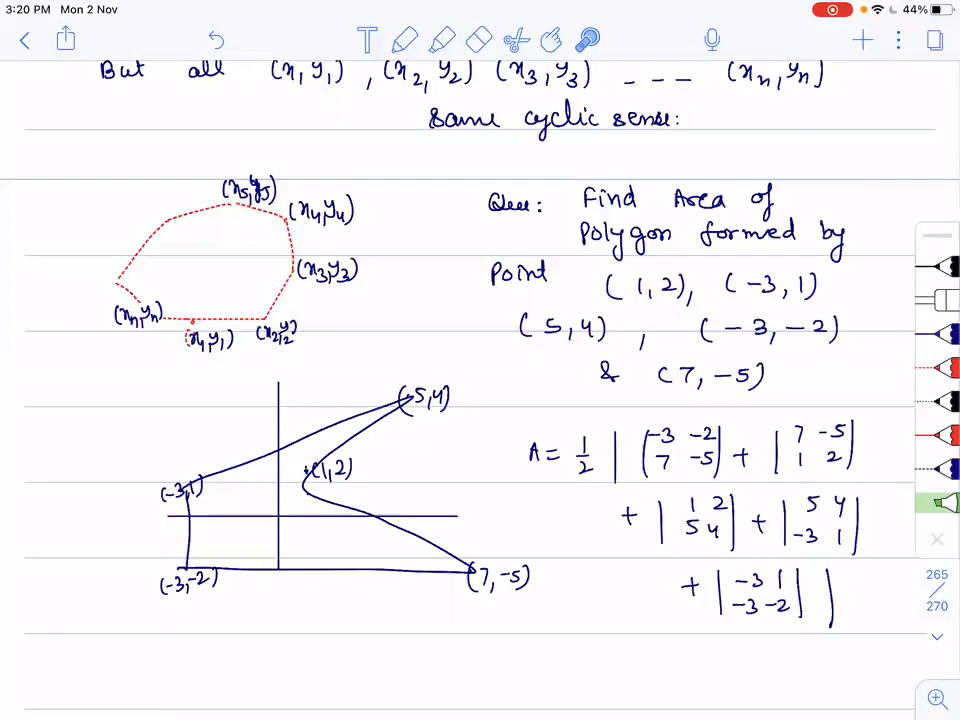 3:20 PM Mon 2 Nov
44%
But all (x, y1) , (x2, y2) (x3, y3) - - - (xn, yn)
same cyclic sense:
(x5, y5)
(x4, y4)
(x3, y3)
(xn, yn)
(x1, y1)
(x2, y2)
Que: Find Area of
Polygon formed by
Point (1, 2), (-3, 1)
(5, 4) , (-3, -2)
& (7, -5)
(5, 4)
(1, 2)
(-3, 1)
(-3, -2)
(7, -5)
A = 1/2 | |-3 -2| + |7 -5|
|7 -5| |1 2|
+ |1 2| + |5 4|
|5 4| |-3 1|
+ |-3 1| |
|-3 -2|
265
/
270